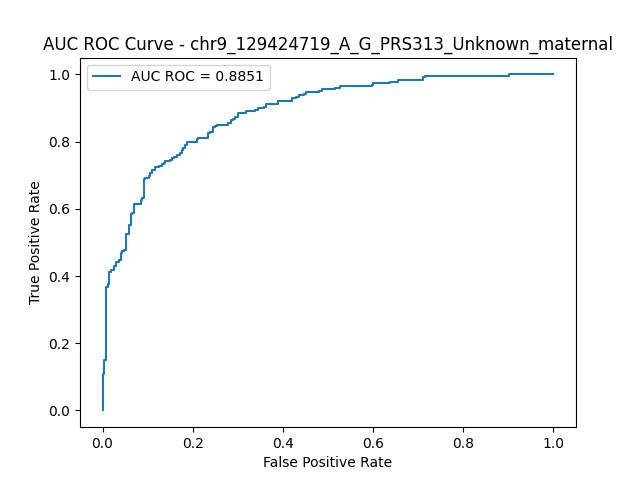 AUC ROC Curve - chr9_129424719_A_G_PRS313_Unknown_maternal
AUC ROC = 0.8851
1.0
0.8
0.6
0.4
0.2
0.0
True Positive Rate
0.0 0.2 0.4 0.6 0.8 1.0
False Positive Rate